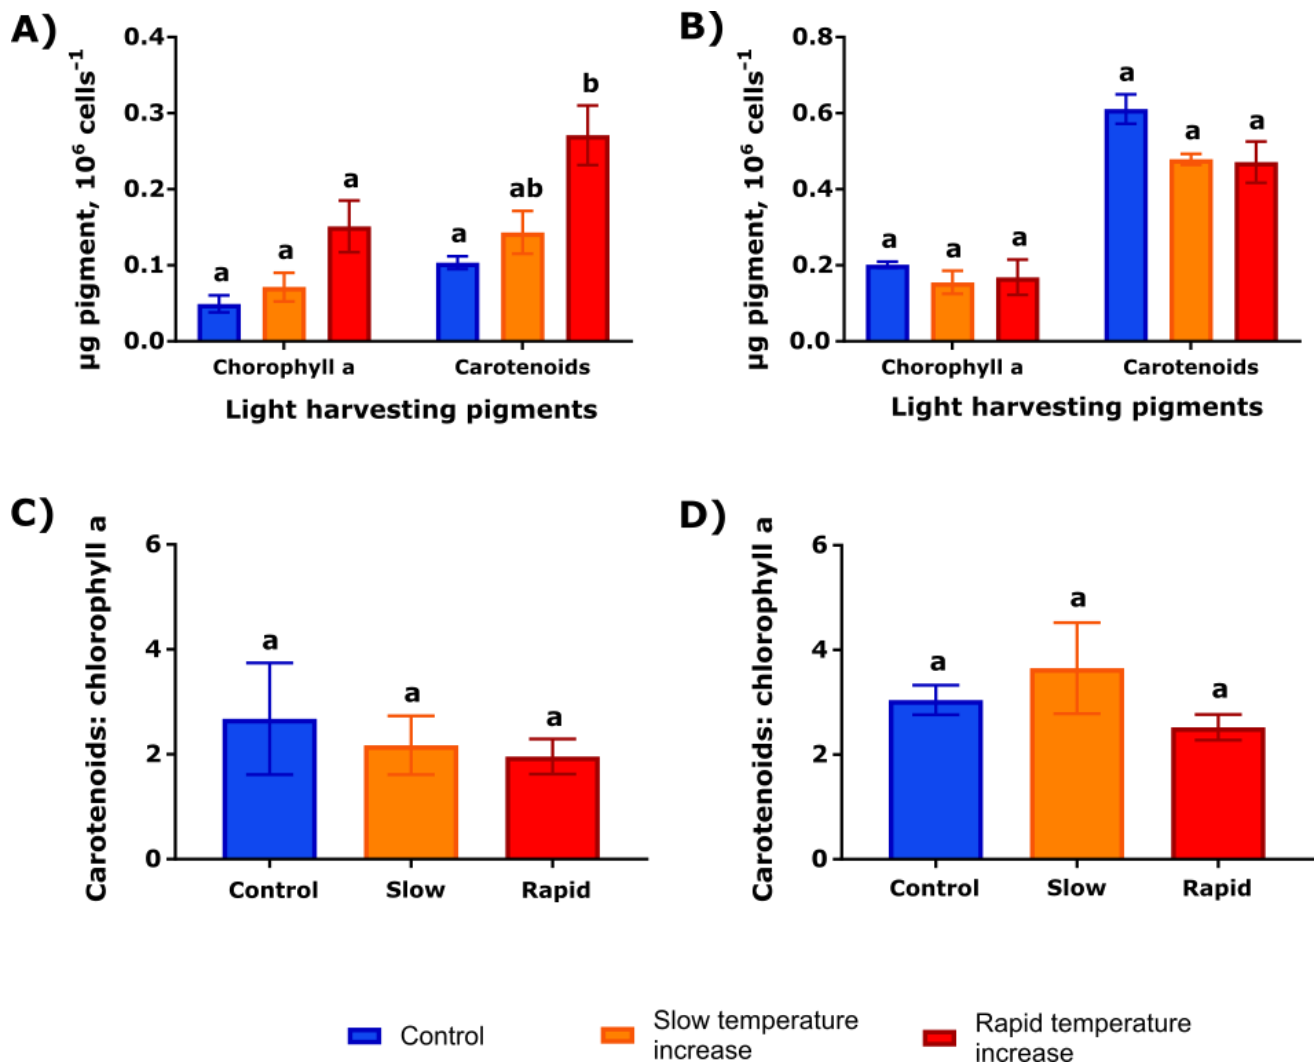 A)
µg pigment, 10⁶ cells⁻¹
0.4
0.3
0.2
0.1
0.0
a
a
a
a
ab
b
Chorophyll a
Carotenoids
Light harvesting pigments
B)
µg pigment, 10⁶ cells⁻¹
0.8
0.6
0.4
0.2
0.0
a
a
a
a
a
a
Chorophyll a
Carotenoids
Light harvesting pigments
C)
Carotenoids: chlorophyll a
6
4
2
0
a
a
a
Control
Slow
Rapid
D)
Carotenoids: chlorophyll a
6
4
2
0
a
a
a
Control
Slow
Rapid
Control
Slow temperature
increase
Rapid temperature
increase